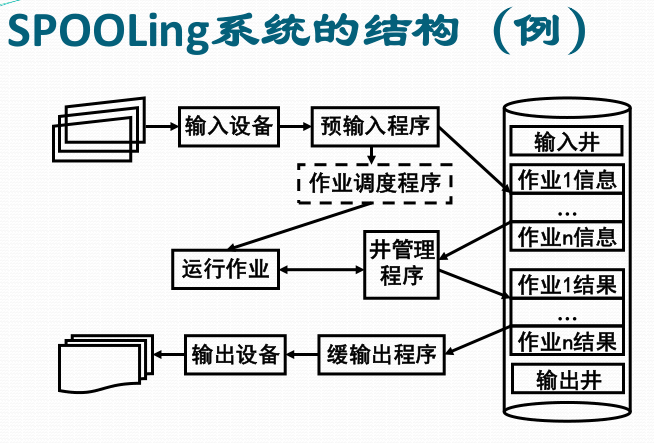 SPOOLing系统的结构（例）
输入设备
预输入程序
输入井
作业调度程序
作业1信息
…
作业n信息
运行作业
井管理
程序
作业1结果
…
作业n结果
输出设备
缓输出程序
输出井